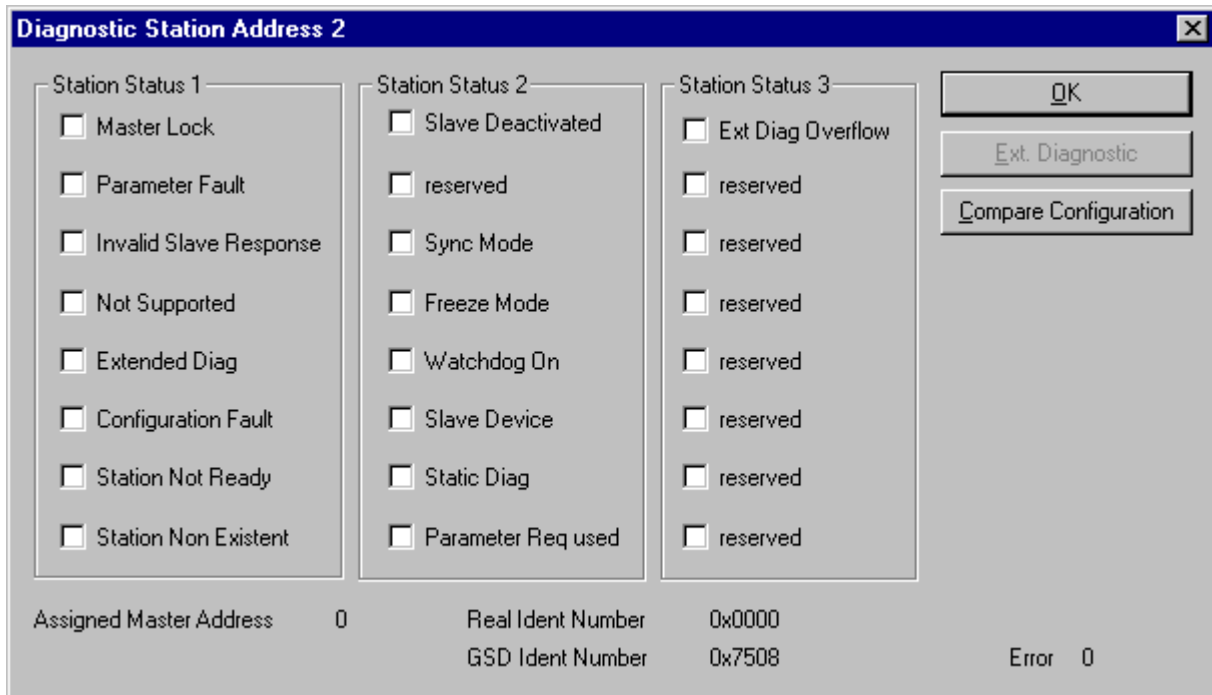 Diagnostic Station Address 2
Station Status 1
Master Lock
Parameter Fault
Invalid Slave Response
Not Supported
Extended Diag
Configuration Fault
Station Not Ready
Station Non Existent
Station Status 2
Slave Deactivated
reserved
Sync Mode
Freeze Mode
Watchdog On
Slave Device
Static Diag
Parameter Req used
Station Status 3
Ext Diag Overflow
reserved
reserved
reserved
reserved
reserved
reserved
reserved
OK
Ext. Diagnostic
Compare Configuration
Assigned Master Address 0
Real Ident Number 0x0000
GSD Ident Number 0x7508
Error 0